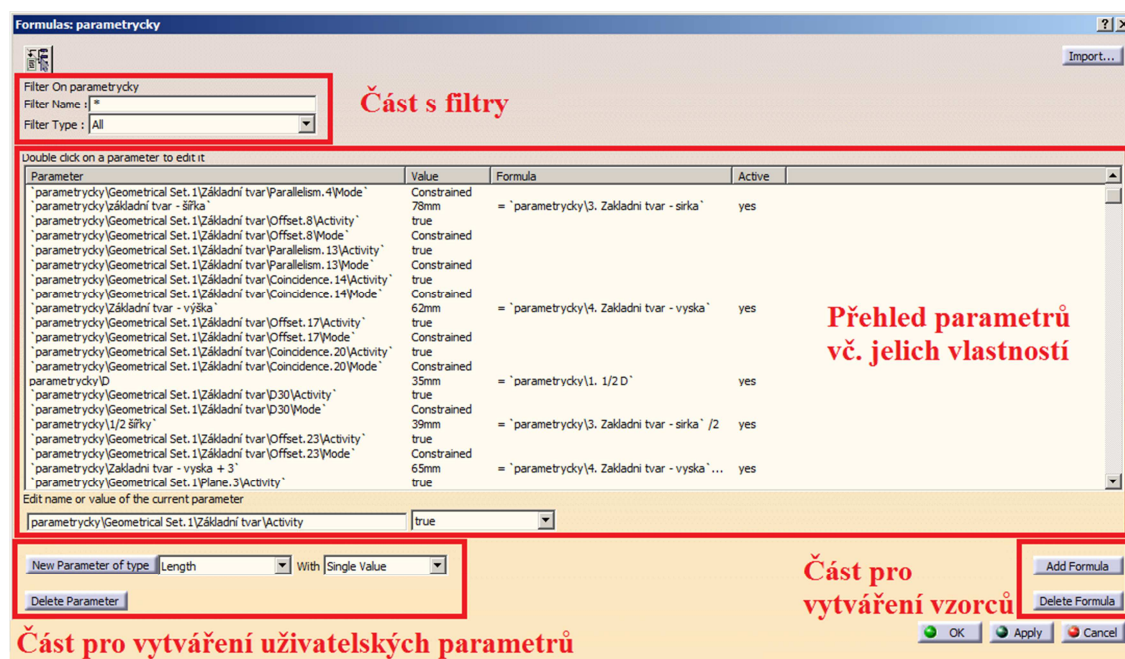 Formulas: parametrycky
Import...
Filter On parametrycky
Filter Name : *
Filter Type : All
Část s filtry
Double click on a parameter to edit it
Parameter Value Formula Active
`parametrycky\Geometrical Set.1\Základní tvar\Parallelism.4\Mode` Constrained
`parametrycky\základní tvar - šířka` 78mm = `parametrycky\3. Zakladni tvar - sirka` yes
`parametrycky\Geometrical Set.1\Základní tvar\Offset.8\Activity` true
`parametrycky\Geometrical Set.1\Základní tvar\Offset.8\Mode` Constrained
`parametrycky\Geometrical Set.1\Základní tvar\Parallelism.13\Activity` true
`parametrycky\Geometrical Set.1\Základní tvar\Parallelism.13\Mode` Constrained
`parametrycky\Geometrical Set.1\Základní tvar\Coincidence.14\Activity` true
`parametrycky\Geometrical Set.1\Základní tvar\Coincidence.14\Mode` Constrained
`parametrycky\Základní tvar - výška` 62mm = `parametrycky\4. Zakladni tvar - vyska` yes
`parametrycky\Geometrical Set.1\Základní tvar\Offset.17\Activity` true
`parametrycky\Geometrical Set.1\Základní tvar\Offset.17\Mode` Constrained
`parametrycky\Geometrical Set.1\Základní tvar\Coincidence.20\Activity` true
`parametrycky\Geometrical Set.1\Základní tvar\Coincidence.20\Mode` Constrained
parametrycky\D 35mm = `parametrycky\1. 1/2 D` yes
`parametrycky\Geometrical Set.1\Základní tvar\D30\Activity` true
`parametrycky\Geometrical Set.1\Základní tvar\D30\Mode` Constrained
`parametrycky\1/2 šířky` 39mm = `parametrycky\3. Zakladni tvar - sirka` /2 yes
`parametrycky\Geometrical Set.1\Základní tvar\Offset.23\Activity` true
`parametrycky\Geometrical Set.1\Základní tvar\Offset.23\Mode` Constrained
`parametrycky\Zakladni tvar - vyska + 3` 65mm = `parametrycky\4. Zakladni tvar - vyska`... yes
`parametrycky\Geometrical Set.1\Plane.3\Activity` true
Přehled parametrů
vč. jelich vlastností
Edit name or value of the current parameter
parametrycky\Geometrical Set.1\Základní tvar\Activity true
New Parameter of type Length With Single Value
Delete Parameter
Část pro vytváření uživatelských parametrů
Část pro
vytváření vzorců
Add Formula
Delete Formula
OK Apply Cancel